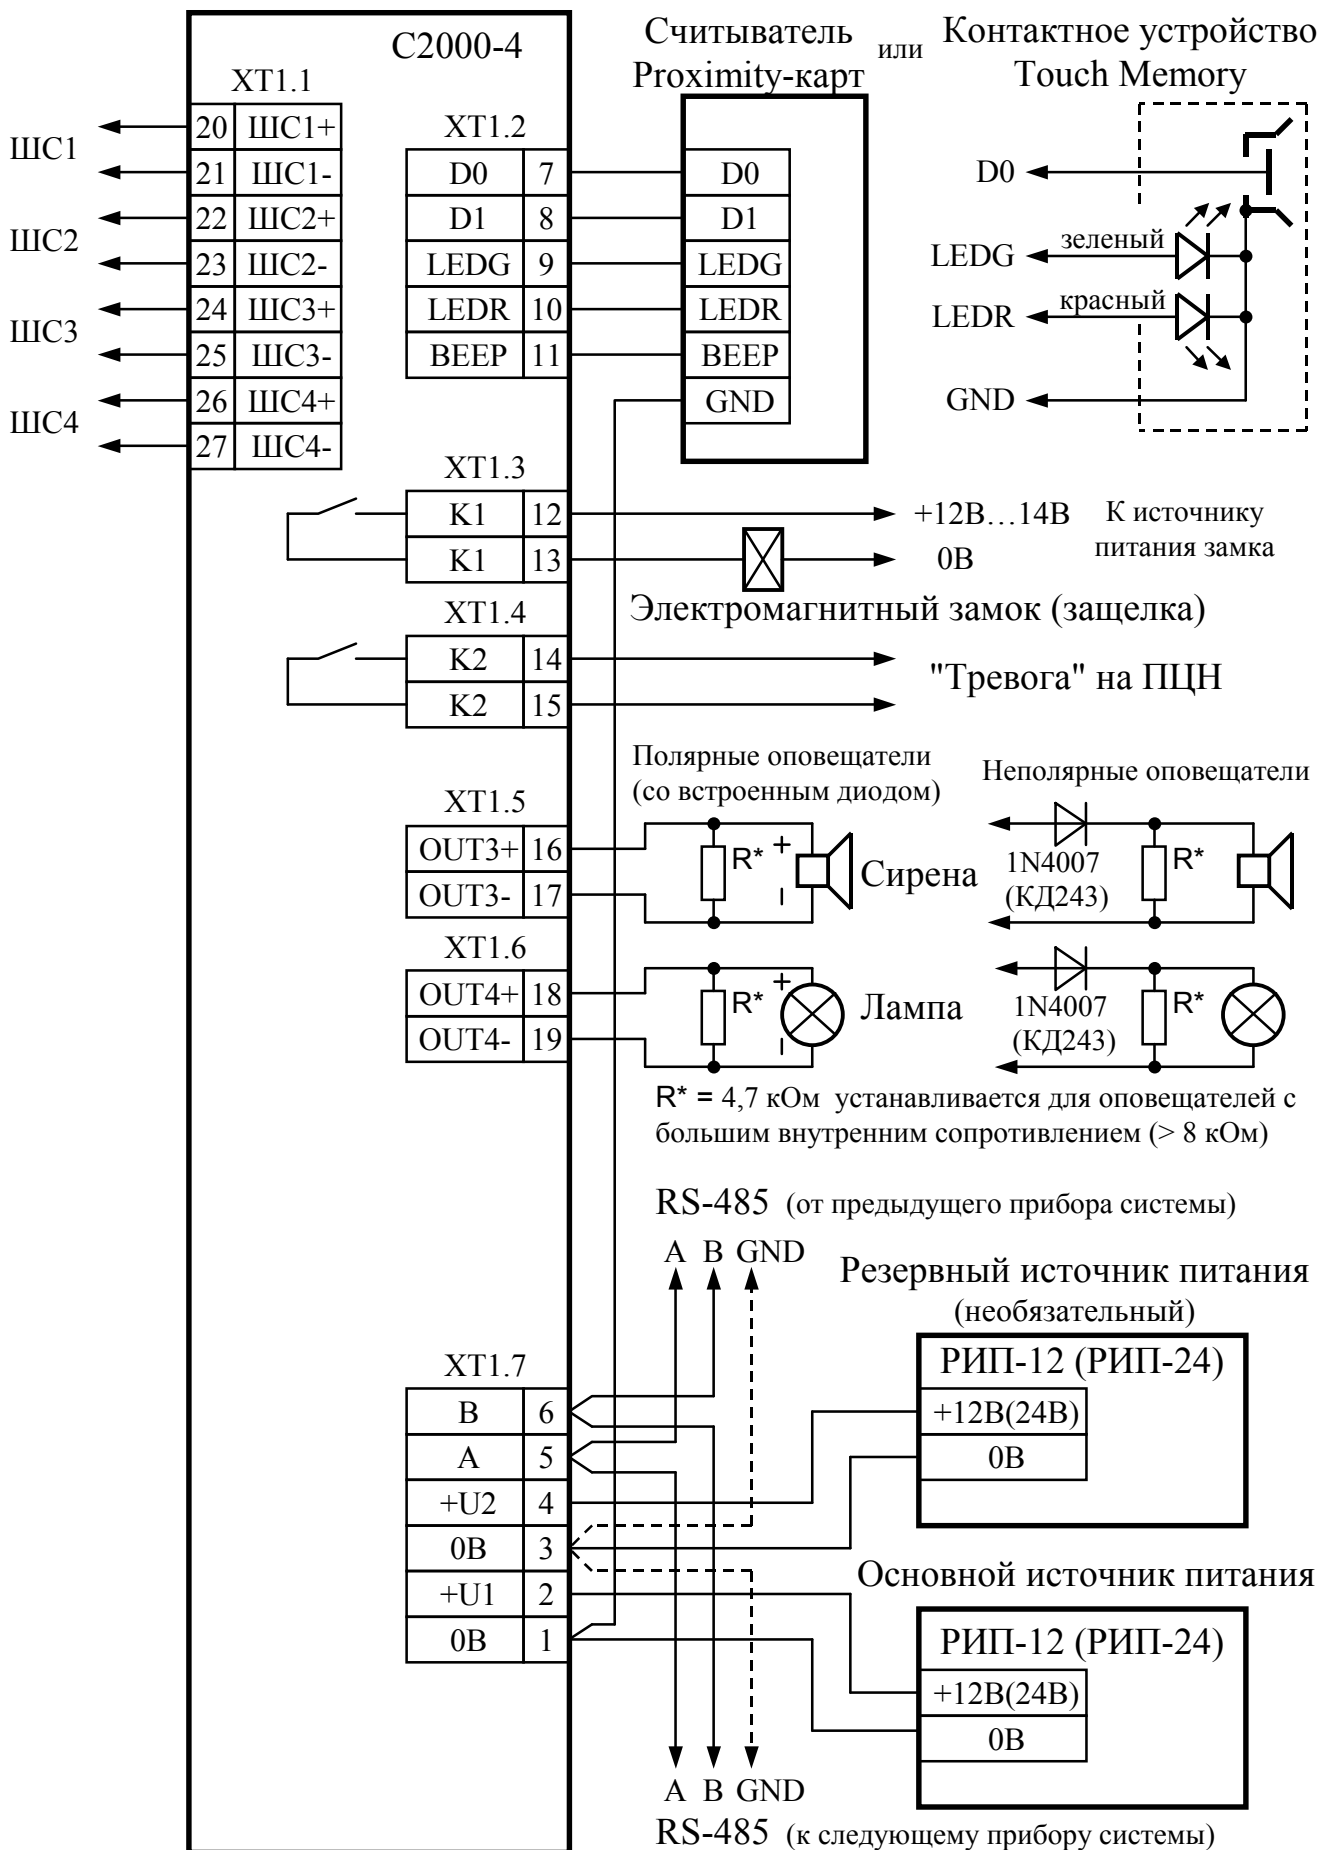 С2000-4
Считыватель
Proximity-карт
или
Контактное устройство
Touch Memory
XT1.1
20 ШС1+
21 ШС1-
22 ШС2+
23 ШС2-
24 ШС3+
25 ШС3-
26 ШС4+
27 ШС4-
ШС1
ШС2
ШС3
ШС4
XT1.2
D0 7
D1 8
LEDG 9
LEDR 10
BEEP 11
D0
D1
LEDG
LEDR
BEEP
GND
D0
LEDG
зеленый
LEDR
красный
GND
XT1.3
K1 12
K1 13
+12В...14В
0В
К источнику
питания замка
Электромагнитный замок (защелка)
XT1.4
K2 14
K2 15
"Тревога" на ПЦН
Полярные оповещатели
(со встроенным диодом)
Неполярные оповещатели
XT1.5
OUT3+ 16
OUT3- 17
R*
+
–
Сирена
1N4007
(КД243)
R*
XT1.6
OUT4+ 18
OUT4- 19
R*
+
–
Лампа
1N4007
(КД243)
R*
R* = 4,7 кОм устанавливается для оповещателей с
большим внутренним сопротивлением (> 8 кОм)
RS-485 (от предыдущего прибора системы)
A B GND
Резервный источник питания
(необязательный)
РИП-12 (РИП-24)
+12В(24В)
0В
XT1.7
B 6
A 5
+U2 4
0В 3
+U1 2
0В 1
Основной источник питания
РИП-12 (РИП-24)
+12В(24В)
0В
A B GND
RS-485 (к следующему прибору системы)